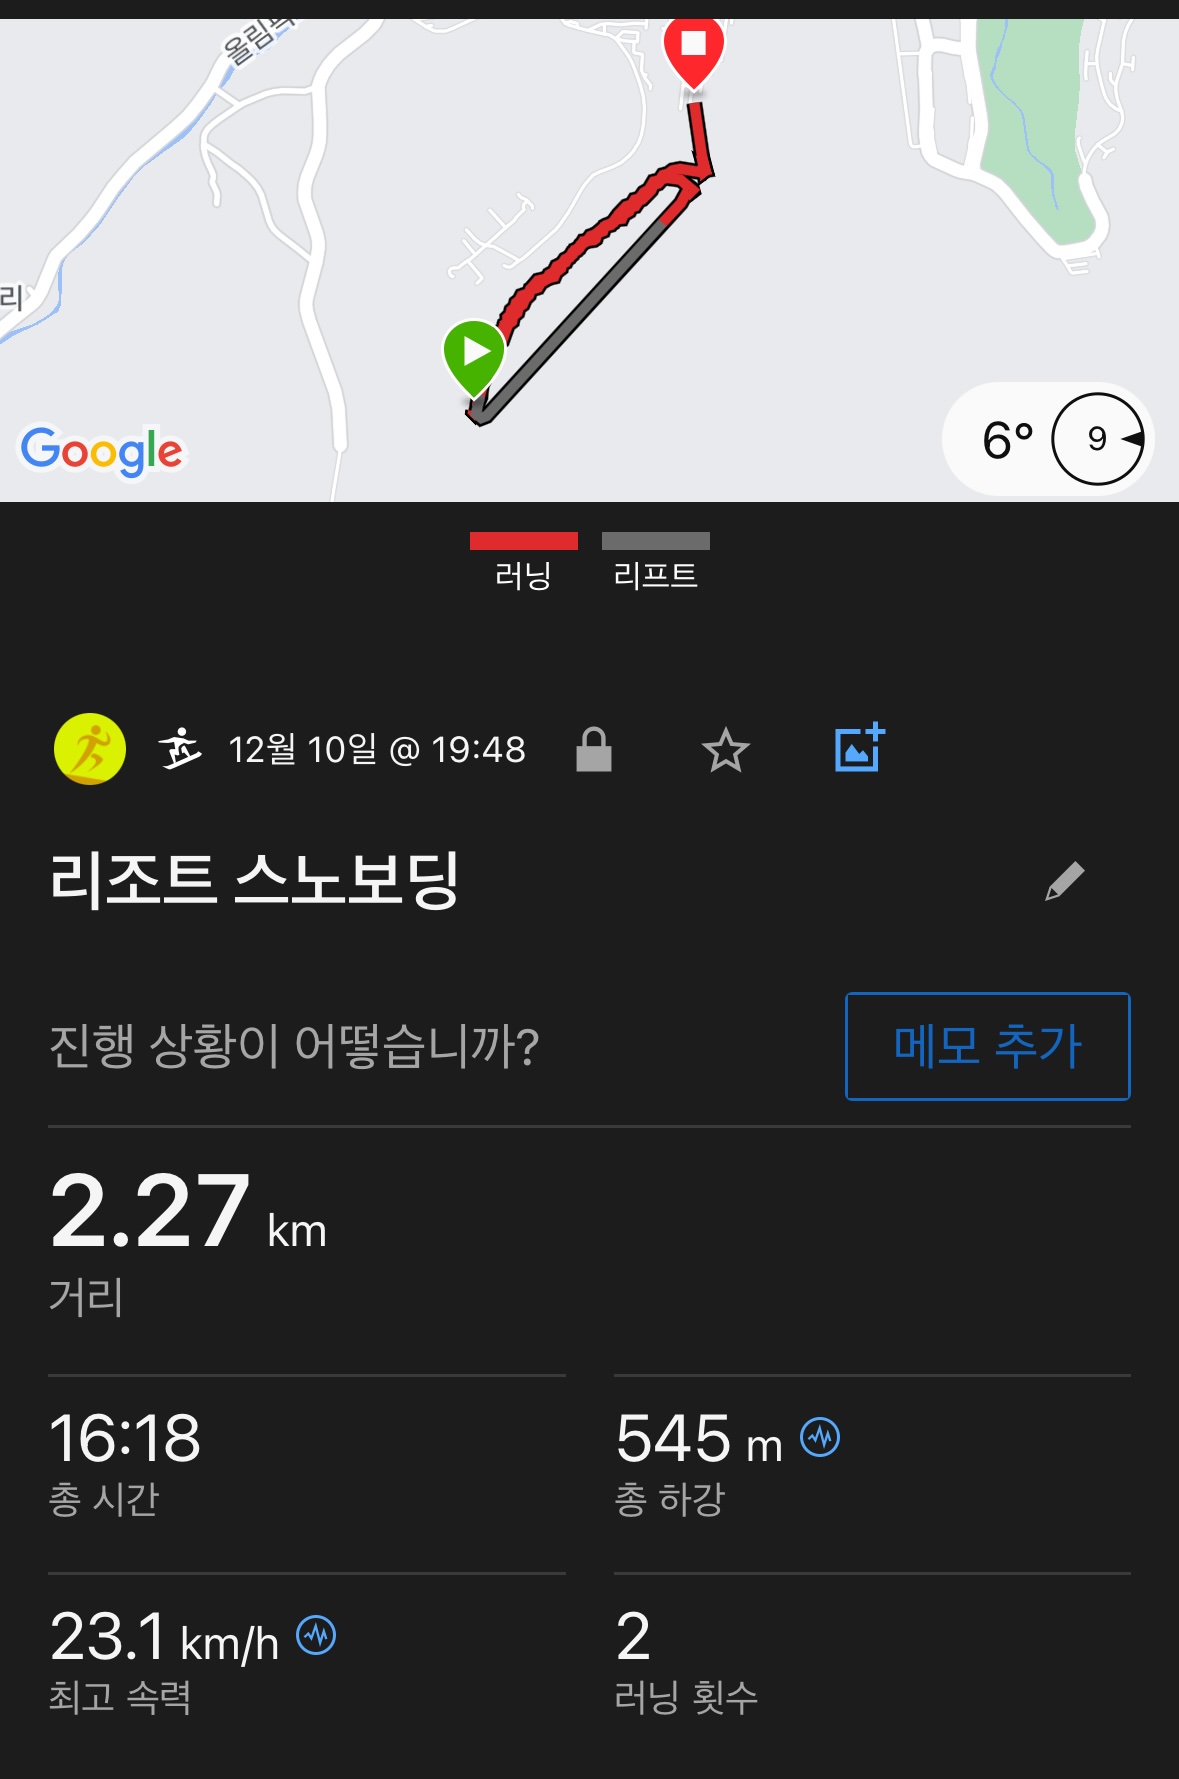 올림픽
리
Google
6°
9
러닝
리프트
12월 10일 @ 19:48
리조트 스노보딩
진행 상황이 어떻습니까?
메모 추가
2.27 km
거리
16:18
총 시간
545 m
총 하강
23.1 km/h
최고 속력
2
러닝 횟수